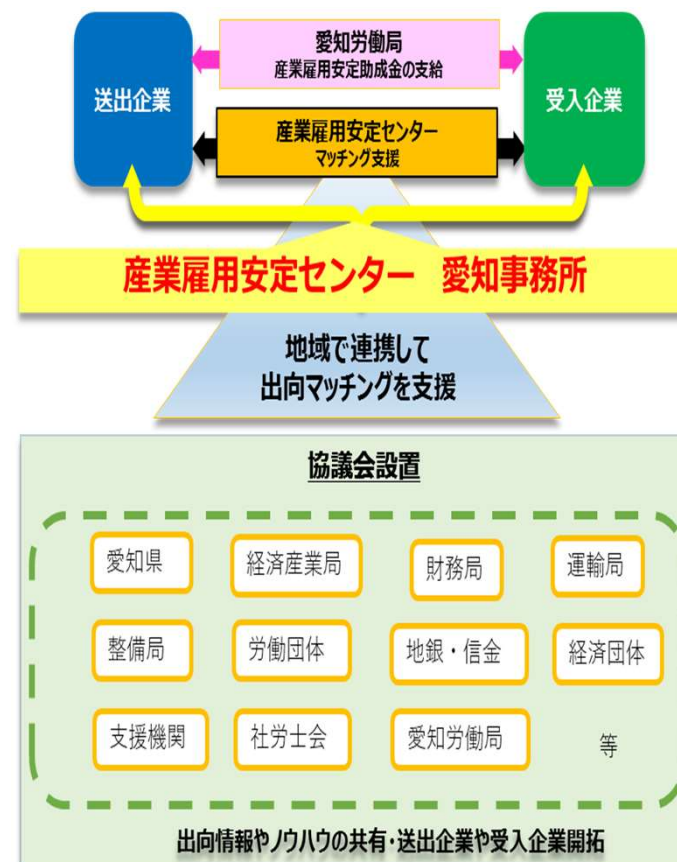 愛知労働局
産業雇用安定助成金の支給
送出企業
受入企業
産業雇用安定センター
マッチング支援
産業雇用安定センター 愛知事務所
地域で連携して
出向マッチングを支援
協議会設置
愛知県 経済産業局 財務局 運輸局
整備局 労働団体 地銀・信金 経済団体
支援機関 社労士会 愛知労働局 等
出向情報やノウハウの共有・送出企業や受入企業開拓